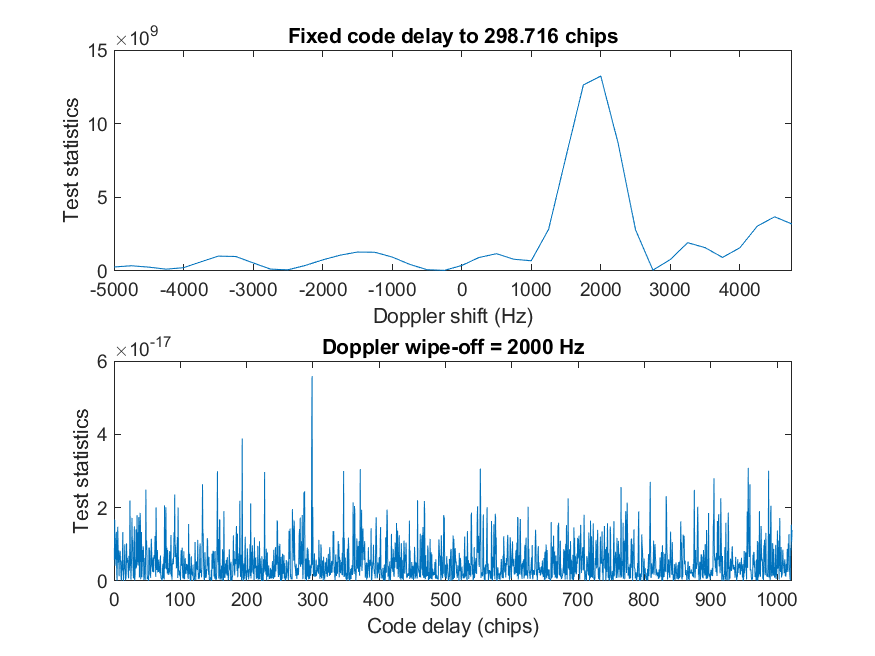 ×10⁹
Fixed code delay to 298.716 chips
15
10
5
0
Test statistics
-5000 -4000 -3000 -2000 -1000 0 1000 2000 3000 4000
Doppler shift (Hz)
×10⁻¹⁷
Doppler wipe-off = 2000 Hz
6
4
2
0
Test statistics
0 100 200 300 400 500 600 700 800 900 1000
Code delay (chips)